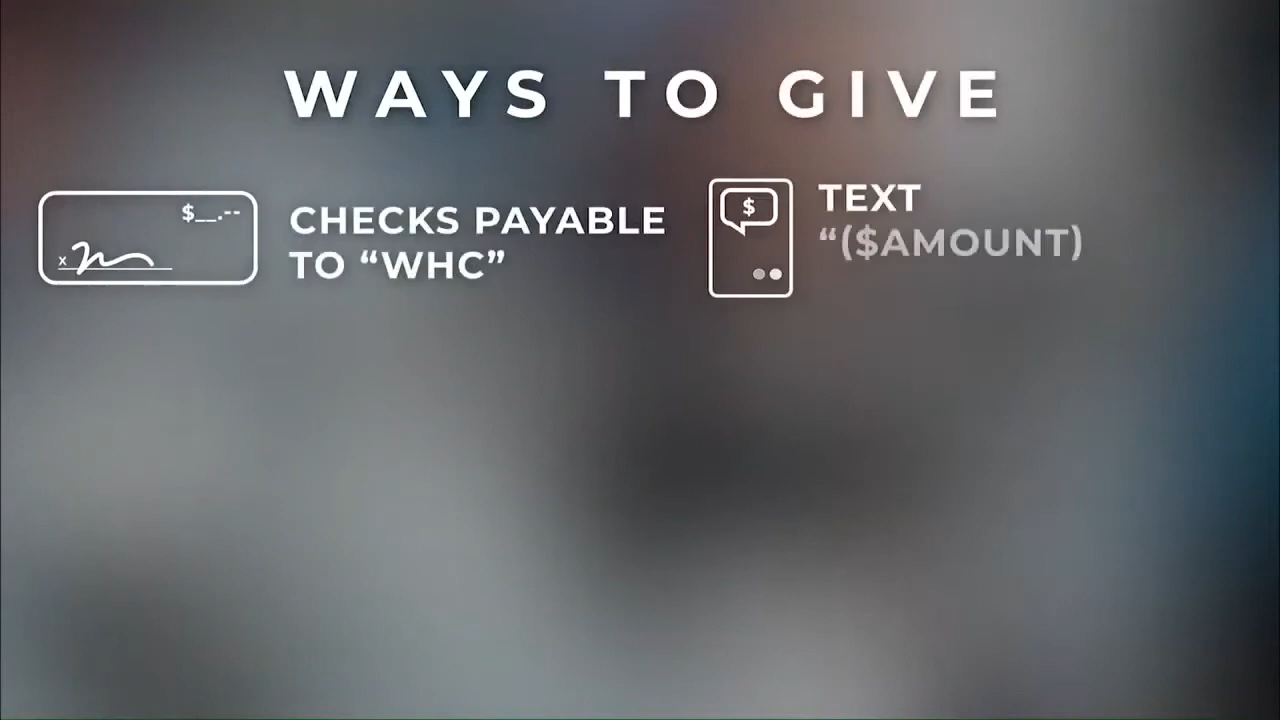 WAYS TO GIVE
$__.--
x
CHECKS PAYABLE
TO “WHC”
$
TEXT
“($AMOUNT)